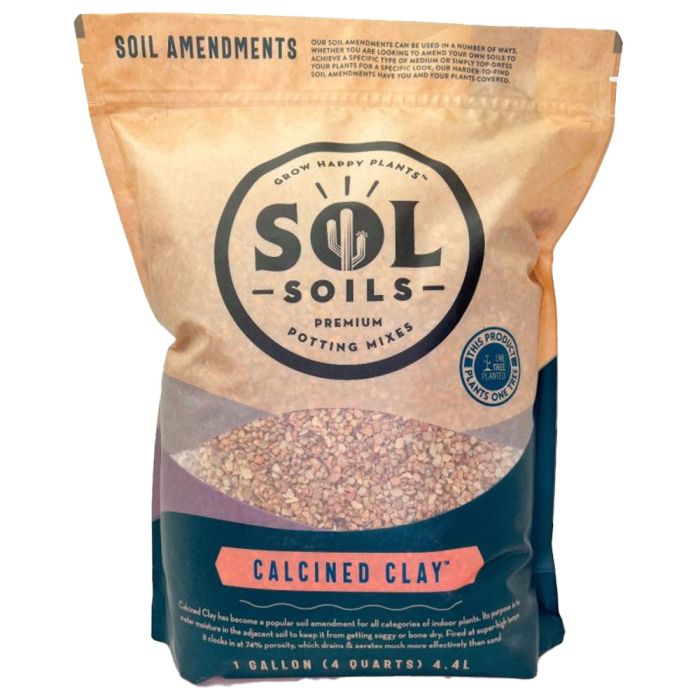 SOIL AMENDMENTS
OUR SOIL AMENDMENTS CAN BE USED IN A NUMBER OF WAYS.
WHETHER YOU ARE LOOKING TO AMEND YOUR OWN SOILS TO
ACHIEVE A SPECIFIC TYPE OF MEDIUM OR SIMPLY TOP-DRESS
YOUR PLANTS FOR A SPECIFIC LOOK, OUR HARDER-TO-FIND
SOIL AMENDMENTS HAVE YOU AND YOUR PLANTS COVERED.
GROW HAPPY PLANTS™
SOL
SOILS
PREMIUM
POTTING MIXES
THIS PRODUCT
ONE
TREE
PLANTED
PLANTS ONE TREE
CALCINED CLAY™
Calcined Clay has become a popular soil amendment for all categories of indoor plants. Its purpose is to
meter moisture in the adjacent soil to keep it from getting soggy or bone dry. Fired at super-high temps
it clocks in at 74% porosity, which drains & aerates much more effectively than sand.
1 GALLON (4 QUARTS) 4.4L